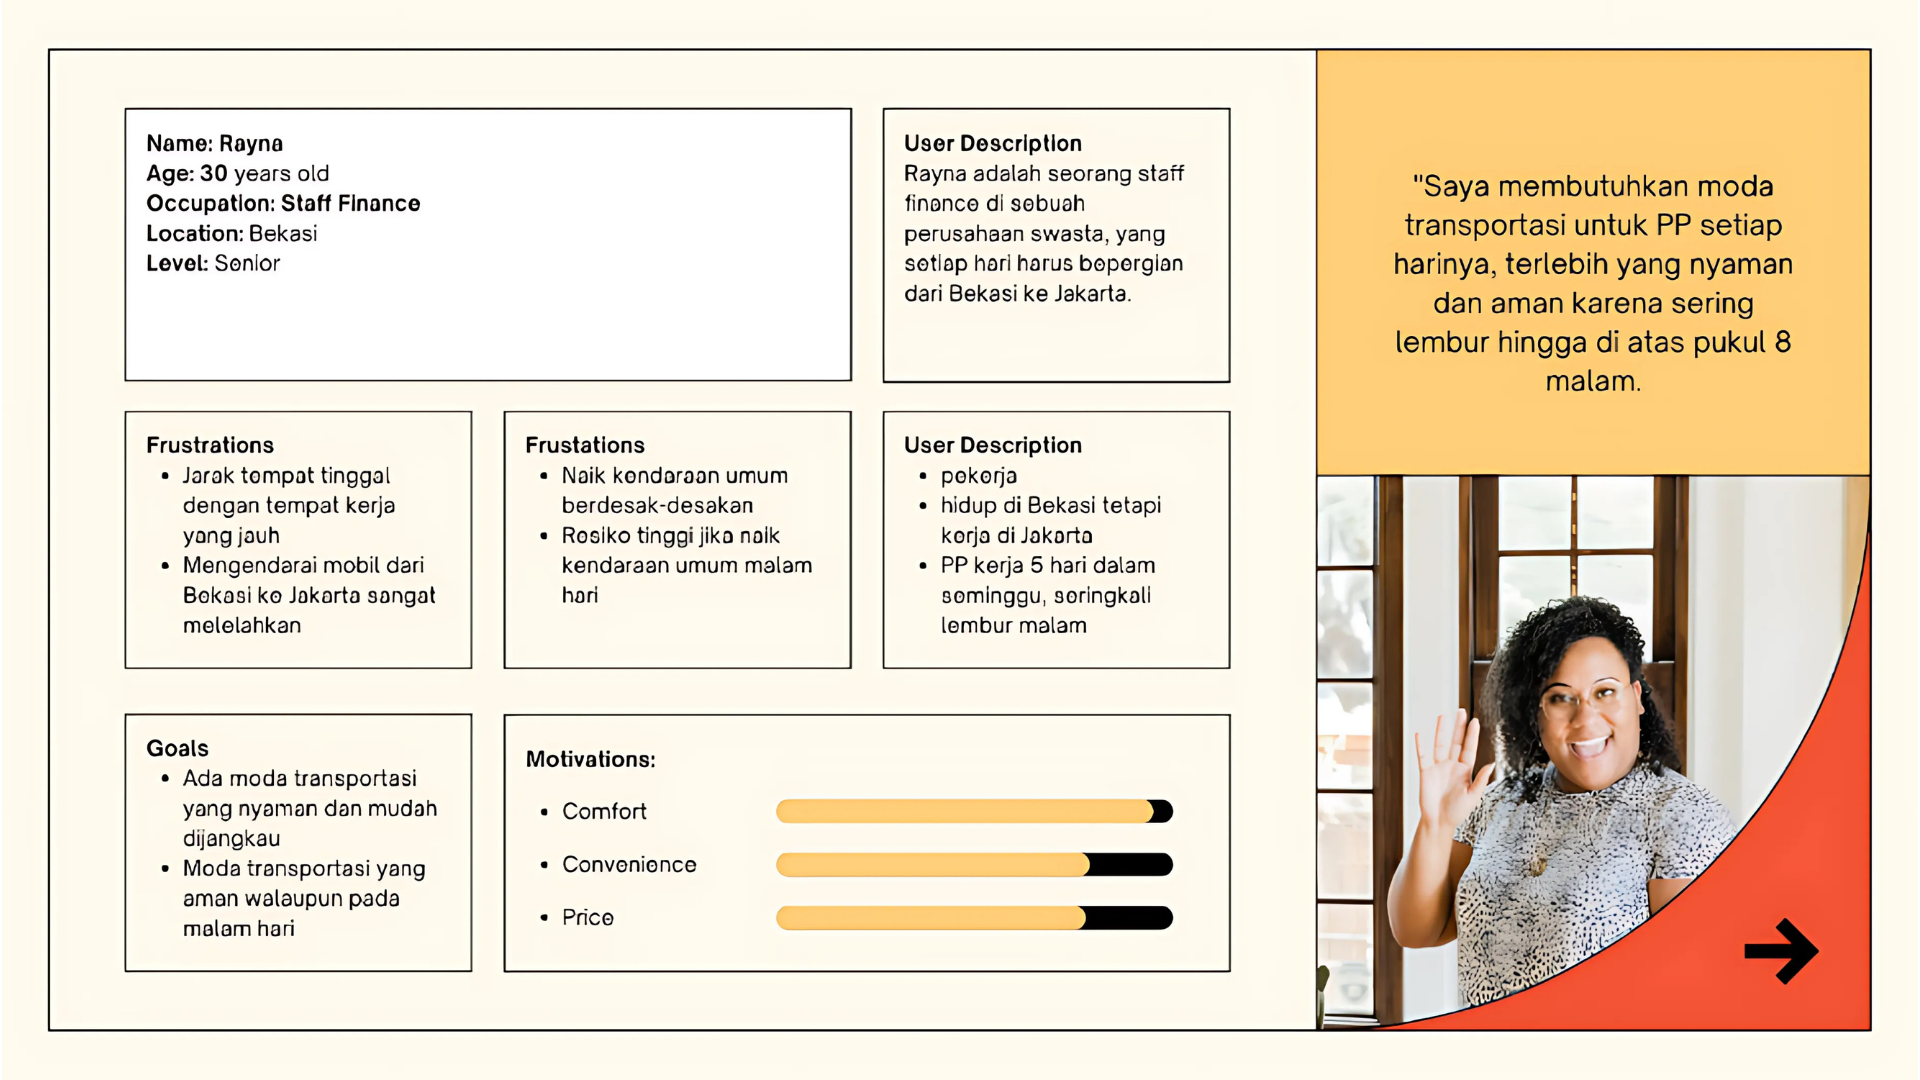 Name: Rayna
Age: 30 years old
Occupation: Staff Finance
Location: Bekasi
Level: Senior
User Description
Rayna adalah seorang staff
finance di sebuah
perusahaan swasta, yang
setiap hari harus bepergian
dari Bekasi ke Jakarta.
"Saya membutuhkan moda
transportasi untuk PP setiap
harinya, terlebih yang nyaman
dan aman karena sering
lembur hingga di atas pukul 8
malam.
Frustrations
• Jarak tempat tinggal
dengan tempat kerja
yang jauh
• Mengendarai mobil dari
Bekasi ke Jakarta sangat
melelahkan
Frustations
• Naik kendaraan umum
berdesak-desakan
• Resiko tinggi jika naik
kendaraan umum malam
hari
User Description
• pekerja
• hidup di Bekasi tetapi
kerja di Jakarta
• PP kerja 5 hari dalam
seminggu, seringkali
lembur malam
Goals
• Ada moda transportasi
yang nyaman dan mudah
dijangkau
• Moda transportasi yang
aman walaupun pada
malam hari
Motivations:
• Comfort
• Convenience
• Price